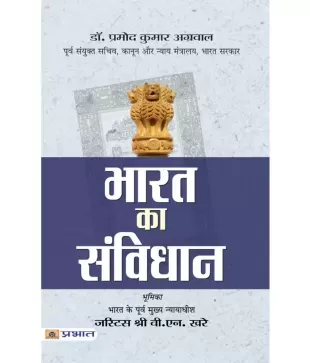 डॉ. प्रमोद कुमार अग्रवाल
पूर्व संयुक्त सचिव, कानून और न्याय मंत्रालय, भारत सरकार
भारत
का
संविधान
भूमिका
भारत के पूर्व मुख्य न्यायाधीश
जस्टिस श्री वी.एन. खरे
प्रभात